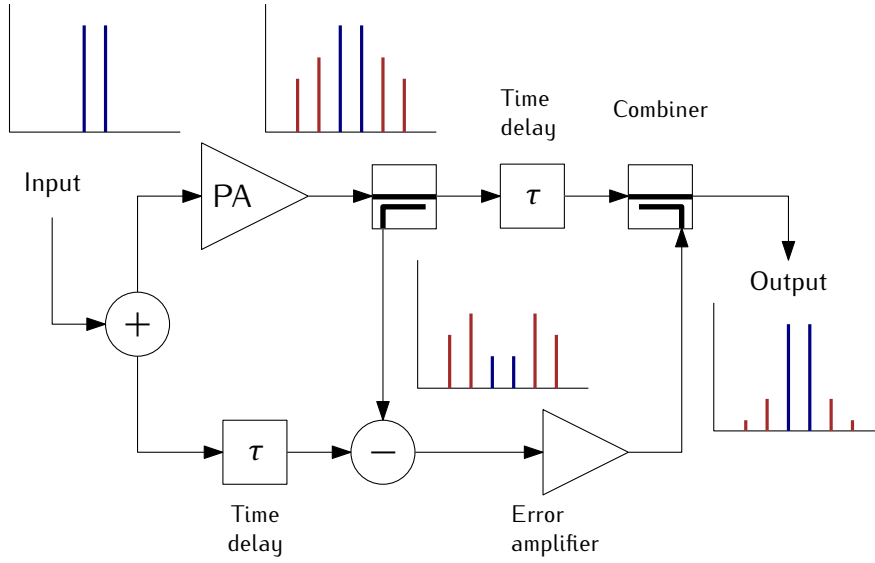 Time
delay
Combiner
Input
PA
τ
Output
+
τ
−
Time
delay
Error
amplifier